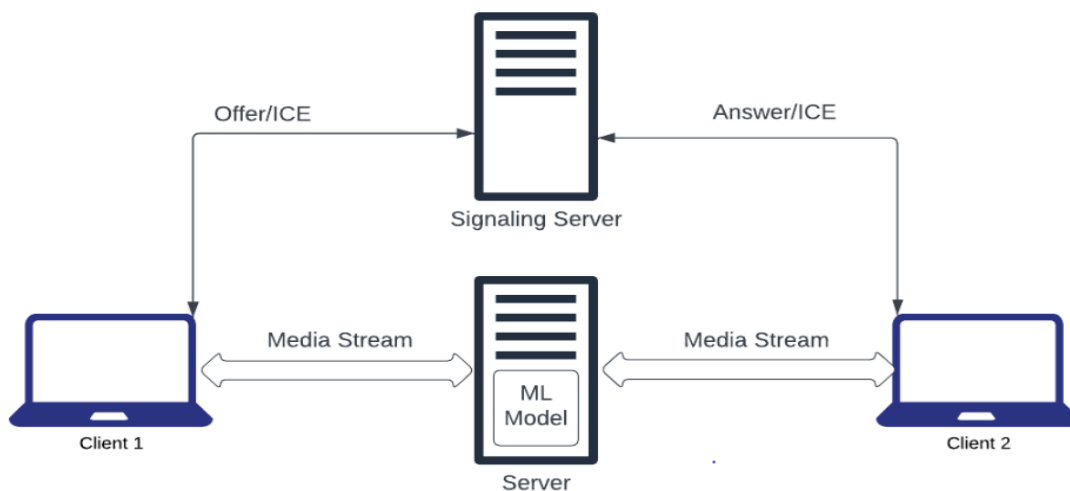 Offer/ICE
Answer/ICE
Signaling Server
Media Stream
Media Stream
ML
Model
Client 1
Client 2
Server